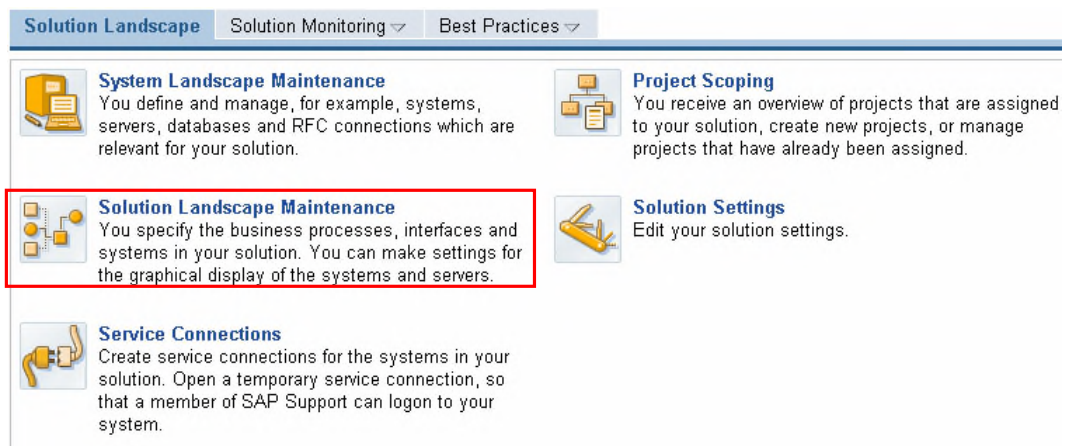 Solution Landscape Solution Monitoring Best Practices
System Landscape Maintenance
You define and manage, for example, systems,
servers, databases and RFC connections which are
relevant for your solution.
Project Scoping
You receive an overview of projects that are assigned
to your solution, create new projects, or manage
projects that have already been assigned.
Solution Landscape Maintenance
You specify the business processes, interfaces and
systems in your solution. You can make settings for
the graphical display of the systems and servers.
Solution Settings
Edit your solution settings.
Service Connections
Create service connections for the systems in your
solution. Open a temporary service connection, so
that a member of SAP Support can logon to your
system.